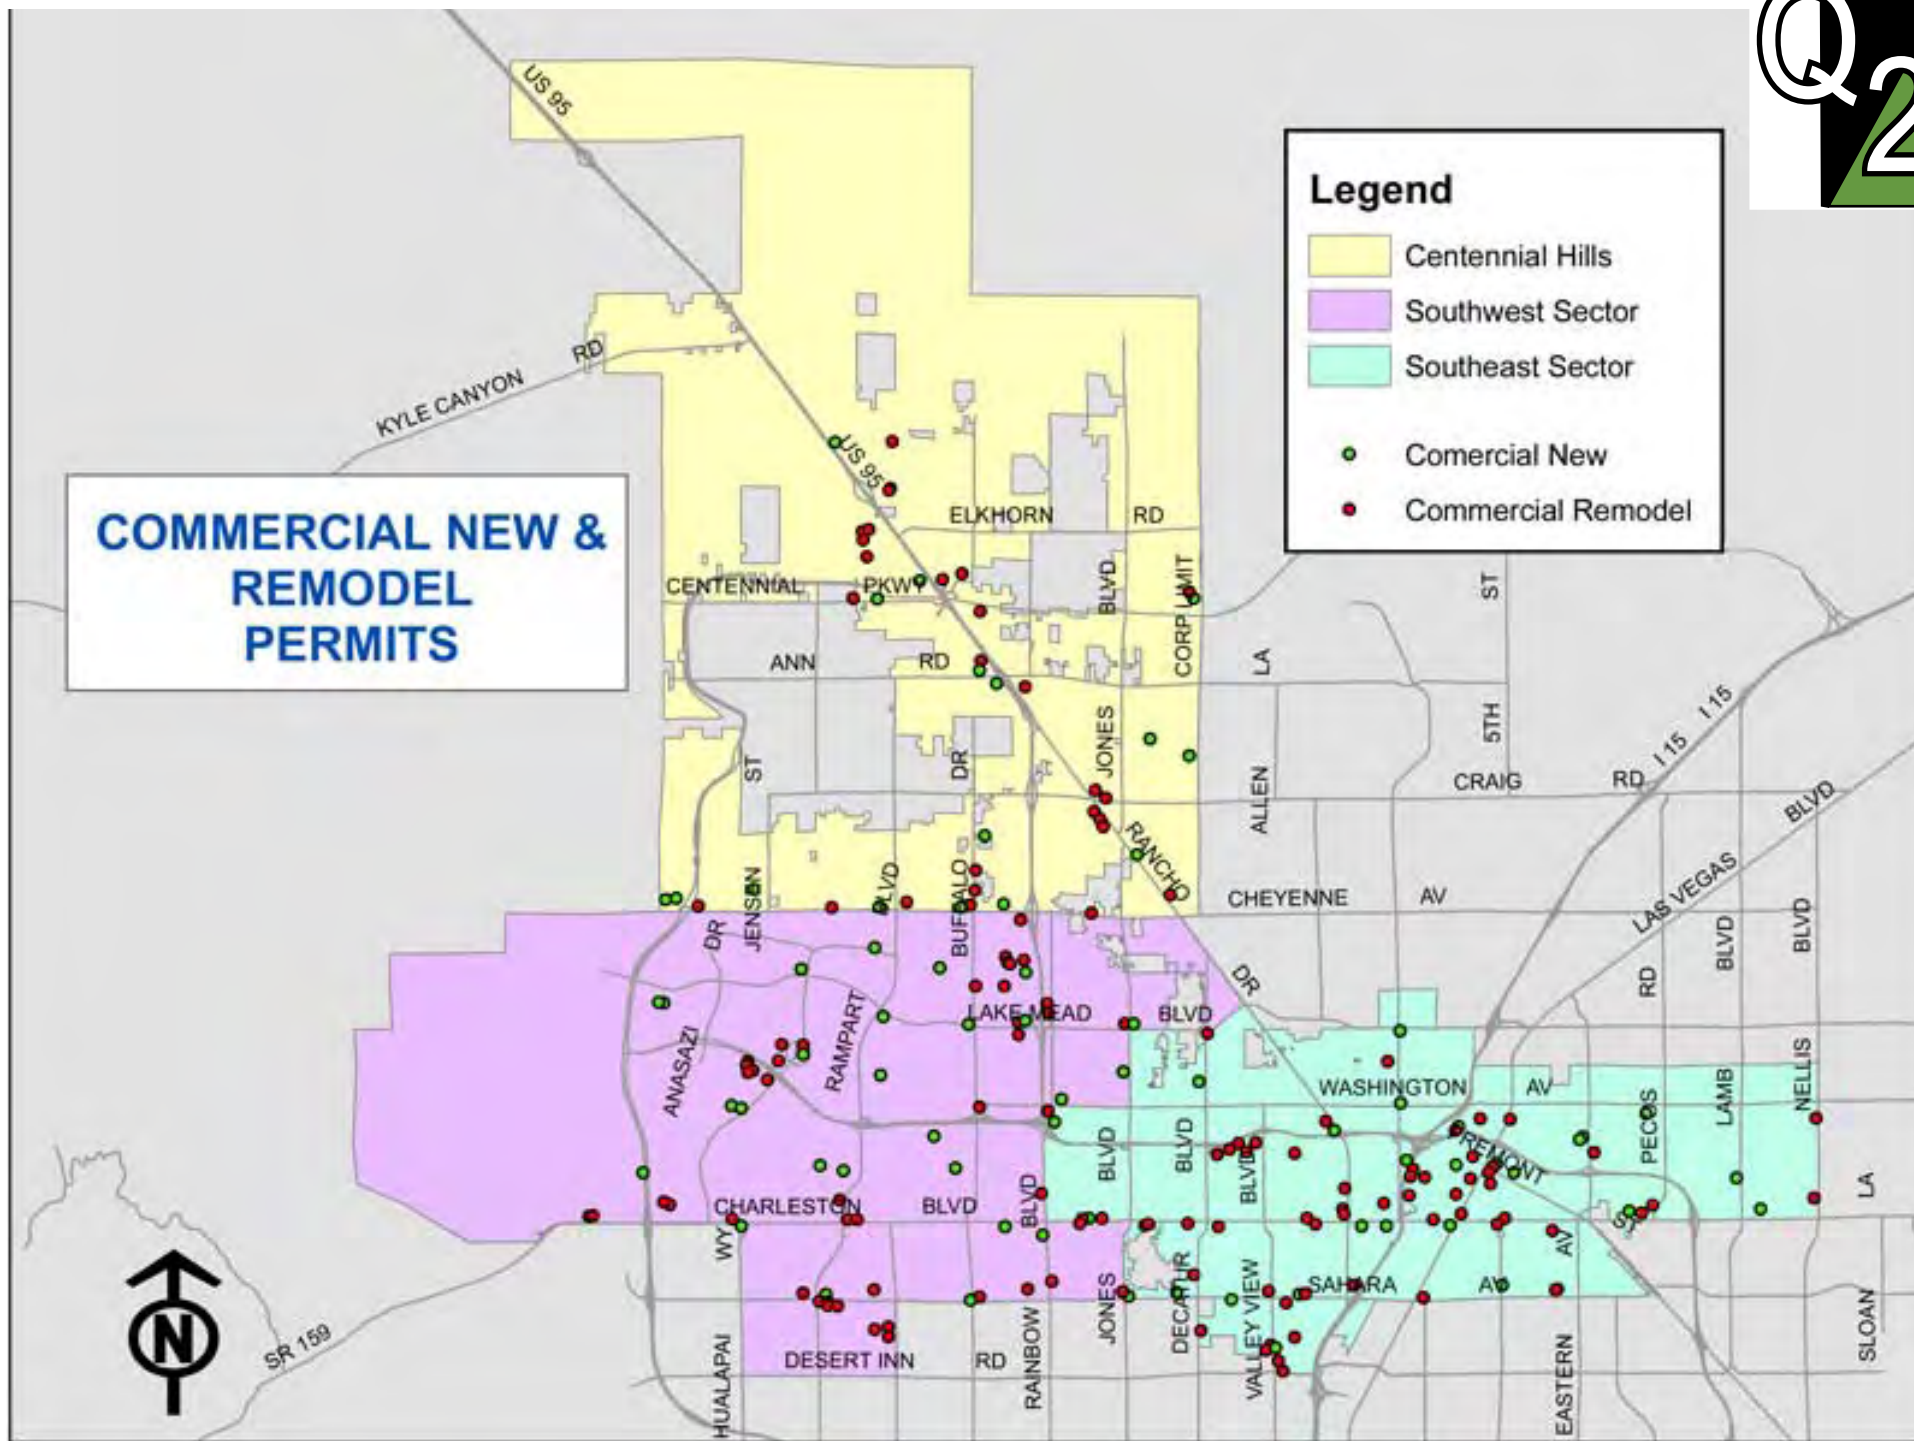 Q2
US 95
Legend
Centennial Hills
Southwest Sector
Southeast Sector
Comercial New
Commercial Remodel
KYLE CANYON RD
US 95
COMMERCIAL NEW &
REMODEL
PERMITS
ELKHORN RD
CENTENNIAL PKWY
BLVD
CORP LIMIT
ST
ANN RD
LA
I 15
JONES
5TH
I 15
ST
DR
CRAIG RD
ALLEN
BLVD
RANCHO
LAS VEGAS
JENSEN
BLVD
BUFFALO
CHEYENNE AV
DR
BLVD
BLVD
DR
RD
RAMPART
LAKE MEAD BLVD
ANASAZI
WASHINGTON AV
PECOS
LAMB
NELLIS
BLVD
BLVD
BLVD
FREMONT
ST
LA
CHARLESTON BLVD
BLVD
WY
AV
SAHARA AV
JONES
DECATUR
VALLEY VIEW
SLOAN
SR 159
HUALAPAI
DESERT INN RD
RAINBOW
EASTERN
N